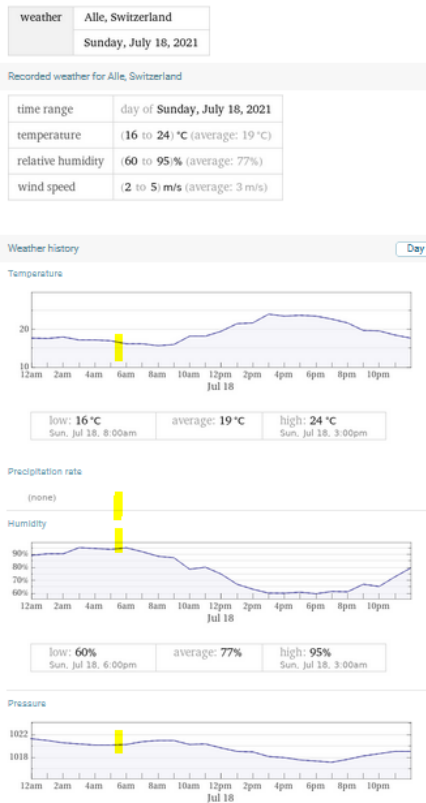 weather Alle, Switzerland
Sunday, July 18, 2021
Recorded weather for Alle, Switzerland
time range day of Sunday, July 18, 2021
temperature (16 to 24) °C (average: 19 °C)
relative humidity (60 to 95)% (average: 77%)
wind speed (2 to 5) m/s (average: 3 m/s)
Weather history Day
Temperature
20
10
12am 2am 4am 6am 8am 10am 12pm 2pm 4pm 6pm 8pm 10pm
Jul 18
low: 16 °C average: 19 °C high: 24 °C
Sun, Jul 18, 8:00am Sun, Jul 18, 3:00pm
Precipitation rate
(none)
Humidity
90%
80%
70%
60%
12am 2am 4am 6am 8am 10am 12pm 2pm 4pm 6pm 8pm 10pm
Jul 18
low: 60% average: 77% high: 95%
Sun, Jul 18, 6:00pm Sun, Jul 18, 3:00am
Pressure
1022
1018
12am 2am 4am 6am 8am 10am 12pm 2pm 4pm 6pm 8pm 10pm
Jul 18